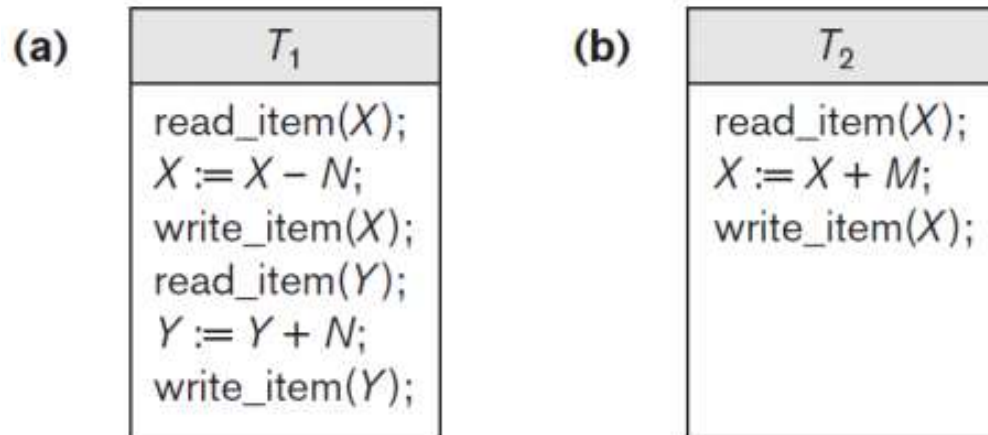 (a)
T₁
read_item(X);
X := X – N;
write_item(X);
read_item(Y);
Y := Y + N;
write_item(Y);
(b)
T₂
read_item(X);
X := X + M;
write_item(X);